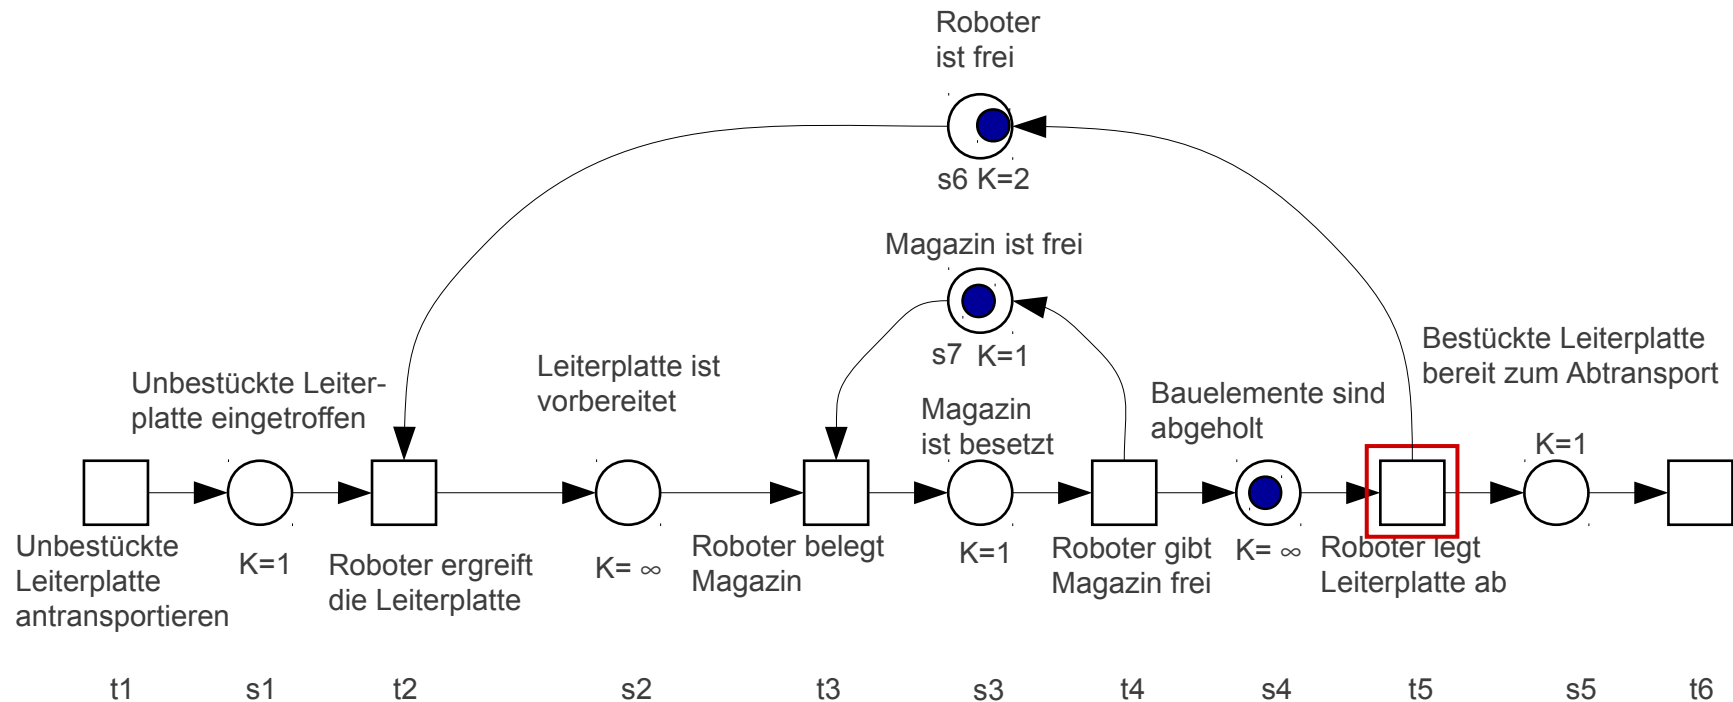 Roboter
ist frei
s6 K=2
Magazin ist frei
s7 K=1
Unbestückte Leiter-
platte eingetroffen
Leiterplatte ist
vorbereitet
Magazin
ist besetzt
Bauelemente sind
abgeholt
Bestückte Leiterplatte
bereit zum Abtransport
K=1
Unbestückte
Leiterplatte
antransportieren
K=1
Roboter ergreift
die Leiterplatte
K= ∞
Roboter belegt
Magazin
K=1
Roboter gibt
Magazin frei
K= ∞
Roboter legt
Leiterplatte ab
t1 s1 t2 s2 t3 s3 t4 s4 t5 s5 t6